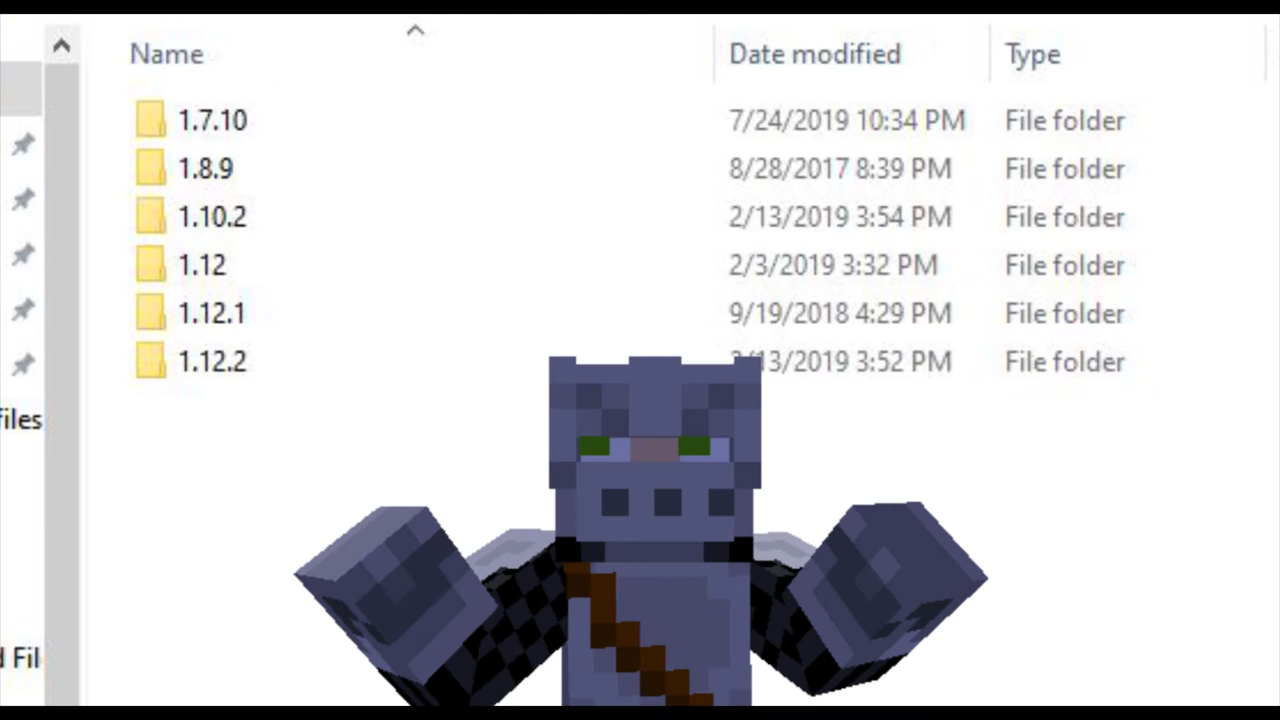 Name Date modified Type
1.7.10 7/24/2019 10:34 PM File folder
1.8.9 8/28/2017 8:39 PM File folder
1.10.2 2/13/2019 3:54 PM File folder
1.12 2/3/2019 3:32 PM File folder
1.12.1 9/19/2018 4:29 PM File folder
1.12.2 /13/2019 3:52 PM File folder
files
d Fil